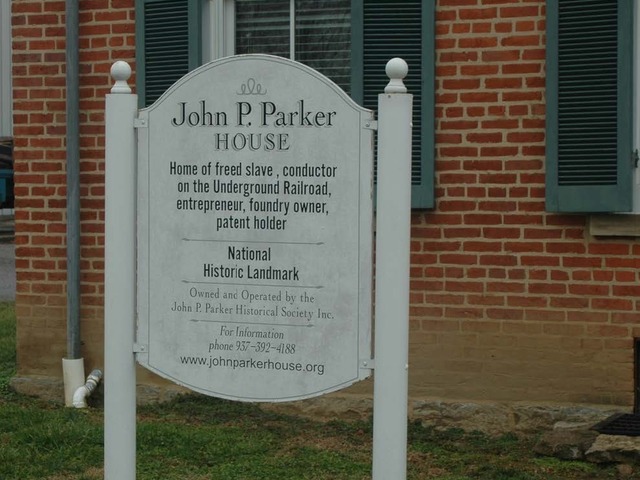 John P. Parker
HOUSE
Home of freed slave , conductor
on the Underground Railroad,
entrepreneur, foundry owner,
patent holder
National
Historic Landmark
Owned and Operated by the
John P. Parker Historical Society Inc.
For Information
phone 937-392-4188
www.johnparkerhouse.org